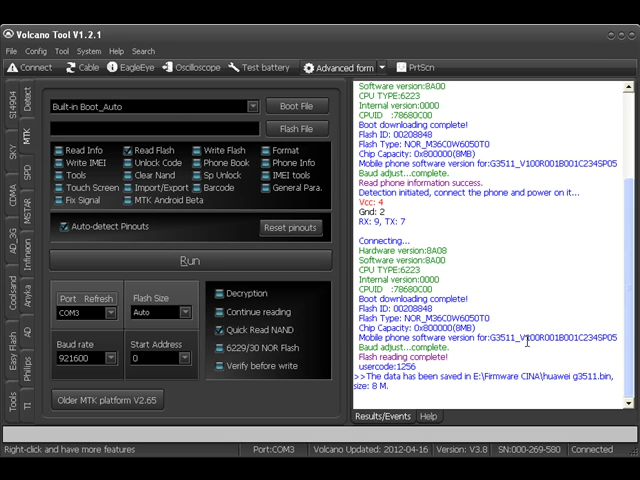 Volcano Tool V1.2.1
File Config Tool System Help Search
Connect Cable EagleEye Oscilloscope Test battery Advanced form PrtScn
SI4904 SKY CDMA AD_3G Coolsand Easy Flash Tools
Detect MTK SPD MSTAR Infineon Anyka AD Philips TI
Built-in Boot_Auto Boot File
Flash File
Read Info Read Flash Write Flash Format
Write IMEI Unlock Code Phone Book Phone Info
Tools Clear Nand Sp Unlock IMEI tools
Touch Screen Import/Export Barcode General Para.
Fix Signal MTK Android Beta
Auto-detect Pinouts Reset pinouts
Run
Port Refresh Flash Size
COM3 Auto
Baud rate Start Address
921600 0
Older MTK platform V2.65
Decryption
Continue reading
Quick Read NAND
6229/30 NOR Flash
Verify before write
Software version:8A00
CPU TYPE:6223
Internal version:0000
CPUID :78680C00
Boot downloading complete!
Flash ID: 00208848
Flash Type: NOR_M36C0W6050T0
Chip Capacity: 0x800000(8MB)
Mobile phone software version for:G3511_V100R001B001C234SP05
Baud adjust...complete.
Read phone information success.
Detection initiated, connect the phone and power on it...
Vcc: 4
Gnd: 2
RX: 9, TX: 7
Connecting...
Hardware version:8A08
Software version:8A00
CPU TYPE:6223
Internal version:0000
CPUID :78680C00
Boot downloading complete!
Flash ID: 00208848
Flash Type: NOR_M36C0W6050T0
Chip Capacity: 0x800000(8MB)
Mobile phone software version for:G3511_V100R001B001C234SP05
Baud adjust...complete.
Flash reading complete!
usercode:1256
>>The data has been saved in E:\Firmware CINA\huawei g3511.bin,
size: 8 M.
Results/Events Help
Right-click and have more features Port:COM3 Volcano Updated: 2012-04-16 Version: V3.8 SN:000-269-580 Connected